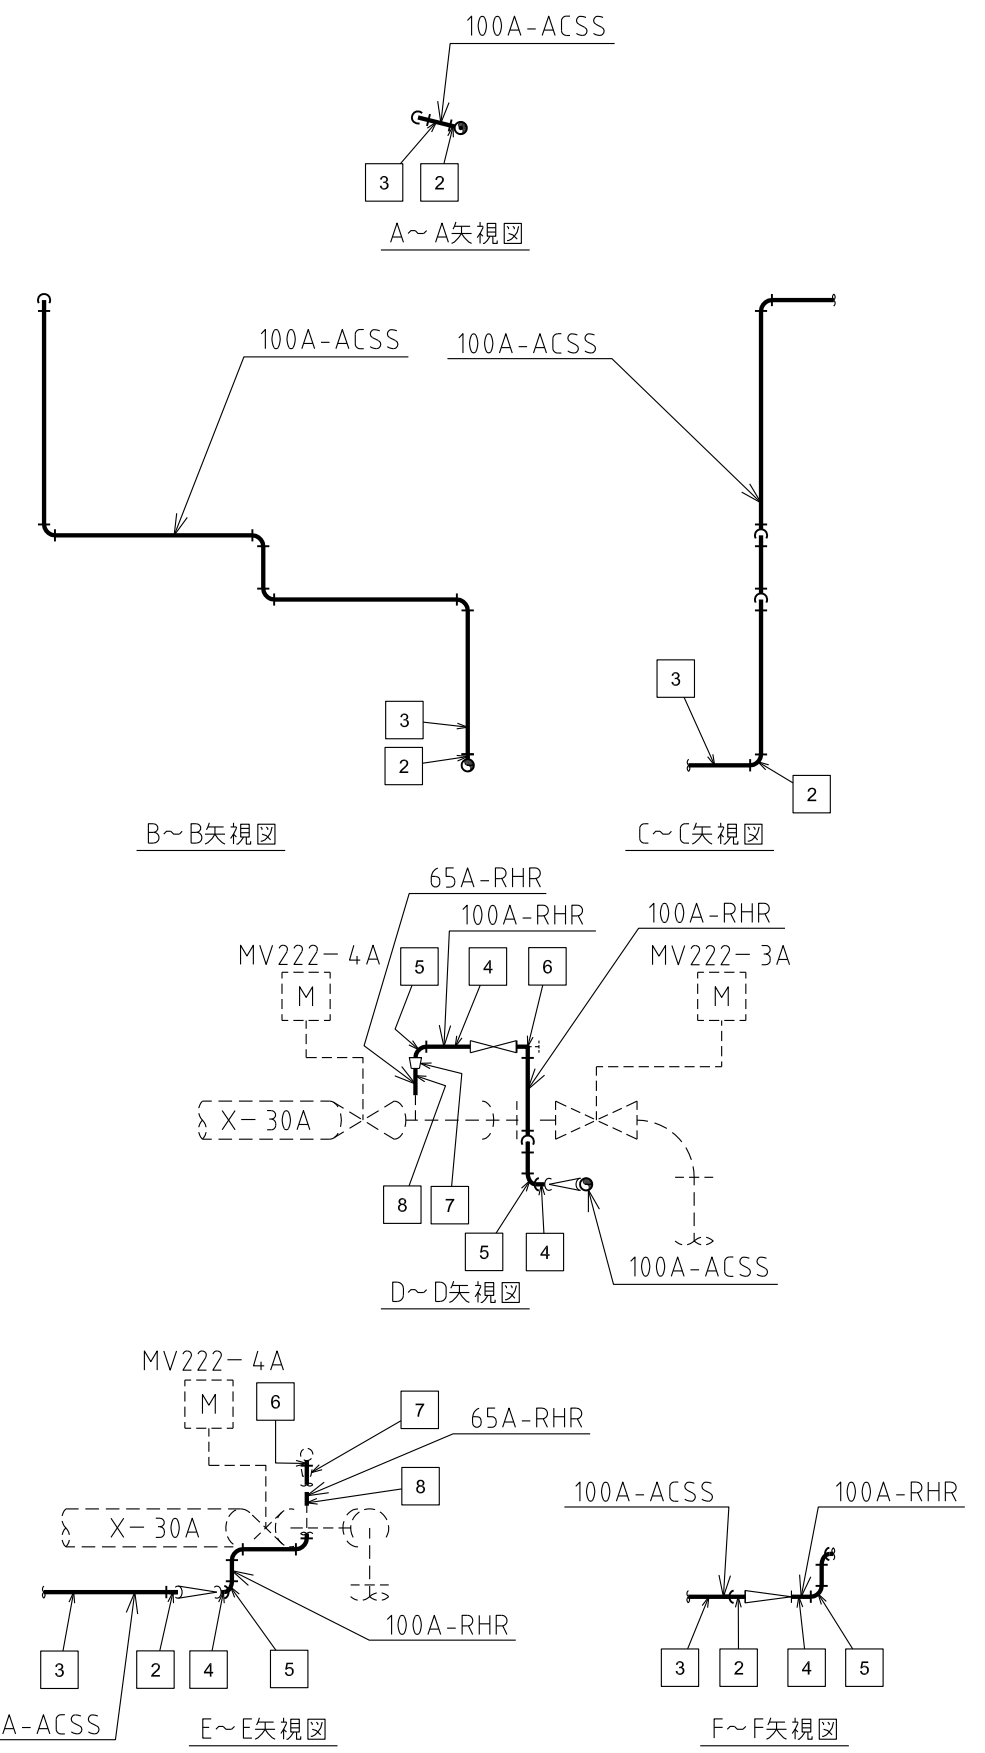 100A-ACSS
3
2
A～A矢視図
100A-ACSS
100A-ACSS
3
2
3
2
B～B矢視図
C～C矢視図
65A-RHR
100A-RHR
100A-RHR
MV222-4A
MV222-3A
5
4
6
M
M
X-30A
8
7
5
4
100A-ACSS
D～D矢視図
MV222-4A
M
6
7
65A-RHR
8
X-30A
100A-RHR
3
2
4
5
A-ACSS
E～E矢視図
100A-ACSS
100A-RHR
3
2
4
5
F～F矢視図